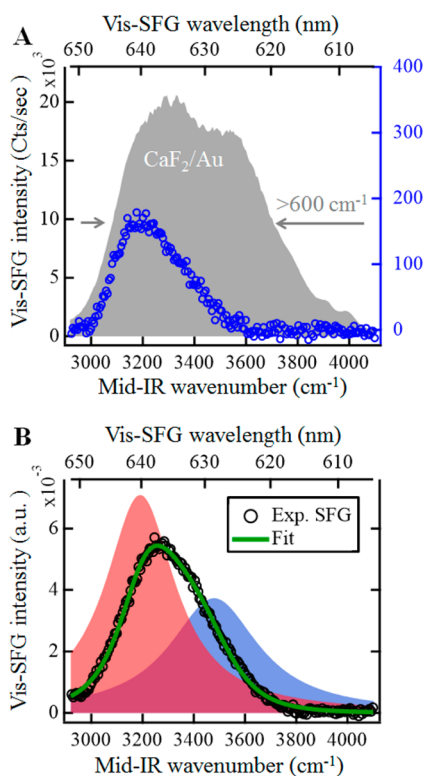 Vis-SFG wavelength (nm)
A
650 640 630 620 610
×10³
400
Vis-SFG intensity (Cts/sec)
20
15
10
5
0
CaF₂/Au
>600 cm⁻¹
300
200
100
0
3000 3200 3400 3600 3800 4000
Mid-IR wavenumber (cm⁻¹)
B
Vis-SFG wavelength (nm)
650 640 630 620 610
×10⁻³
Vis-SFG intensity (a.u.)
6
4
2
0
Exp. SFG
Fit
3000 3200 3400 3600 3800 4000
Mid-IR wavenumber (cm⁻¹)